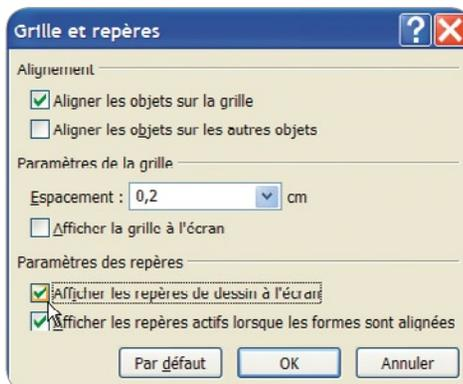 Grille et repères
Alignement
Aligner les objets sur la grille
Aligner les objets sur les autres objets
Paramètres de la grille
Espacement : 0,2 cm
Afficher la grille à l'écran
Paramètres des repères
Afficher les repères de dessin à l'écran
Afficher les repères actifs lorsque les formes sont alignées
Par défaut OK Annuler